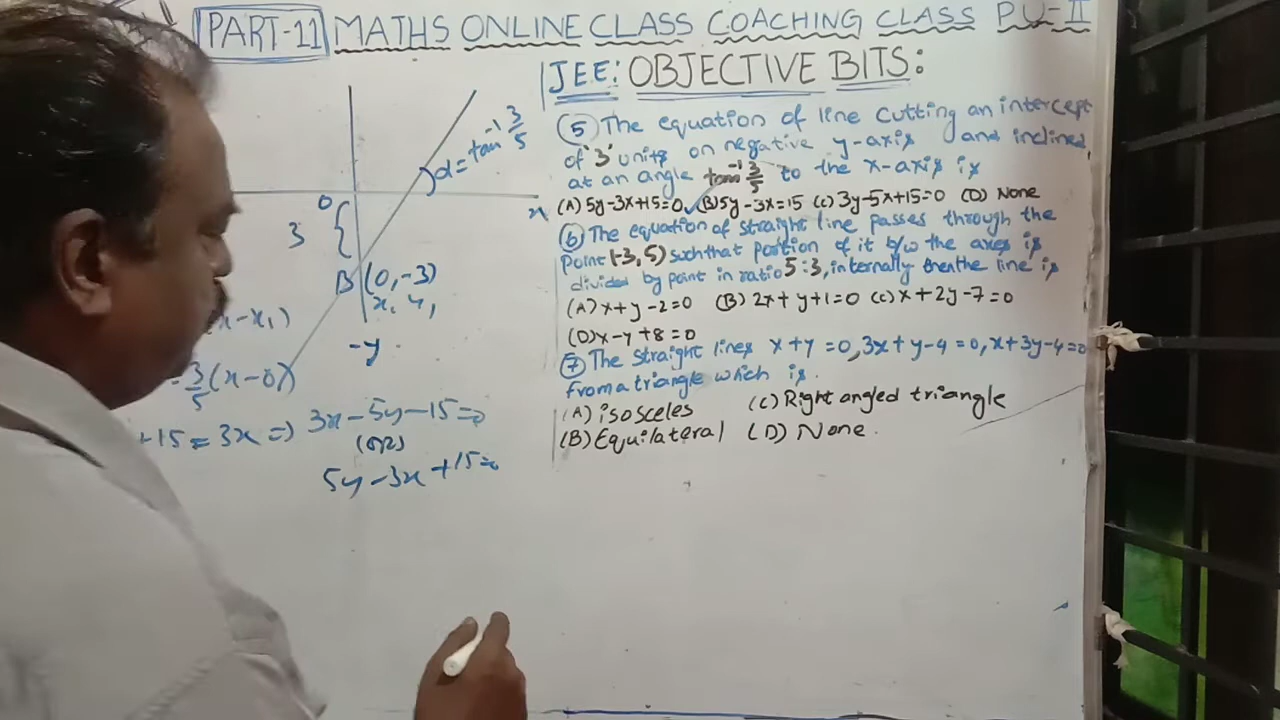 PART-11 MATHS ONLINE CLASS COACHING CLASS P.U-II
JEE: OBJECTIVE BITS:
(5) The equation of line cutting an intercept
of '3' units on negative y-axis and inclined
at an angle tan⁻¹ 3/5 to the x-axis is
(A) 5y-3x+15=0 (B) 5y-3x=15 (C) 3y-5x+15=0 (D) None
(6) The equation of straight line passes through the
point (-3, 5) such that portion of it b/w the axes is
divided by point in ratio 5:3, internally then the line is
(A) x+y-2=0 (B) 2x+y+1=0 (C) x+2y-7=0
(D) x-y+8=0
(7) The straight lines x+y=0, 3x+y-4=0, x+3y-4=0
from a triangle which is.
(A) isosceles (C) Right angled triangle
(B) Equilateral (D) None.
α=tan⁻¹ 3/5
O
x
3
B(0,-3)
x, y,
-y
(x-x₁)
= 3/5 (x-0)
+15=3x ⇒ 3x-5y-15=0
(or)
5y-3x+15=0